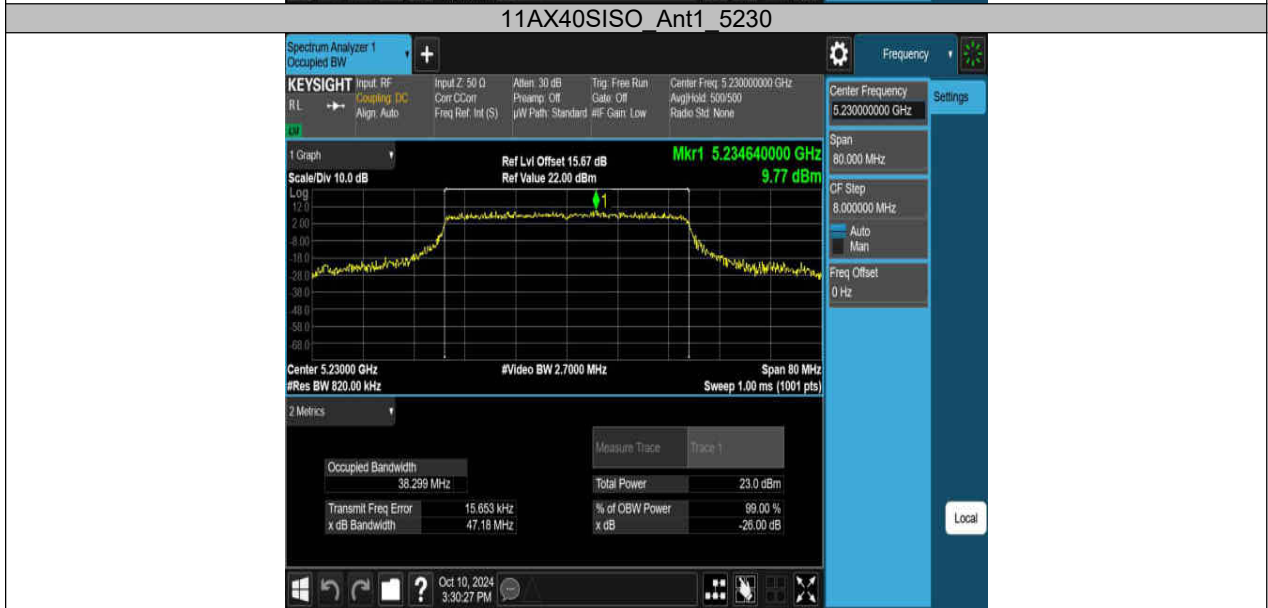 11AX40SISO_Ant1_5230
Spectrum Analyzer 1
Occupied BW
+
Frequency
KEYSIGHT
RL
LM
Input: RF
Coupling: DC
Align: Auto
Input Z: 50 Ω
Corr CCorr
Freq Ref: Int (S)
Atten: 30 dB
Preamp: Off
µW Path: Standard
Trig: Free Run
Gate: Off
#IF Gain: Low
Center Freq: 5.230000000 GHz
Avg|Hold: 500/500
Radio Std: None
Center Frequency
5.230000000 GHz
Settings
Span
80.000 MHz
CF Step
8.000000 MHz
Auto
Man
Freq Offset
0 Hz
Local
1 Graph
Scale/Div 10.0 dB
Ref Lvl Offset 15.67 dB
Ref Value 22.00 dBm
Mkr1 5.234640000 GHz
9.77 dBm
Log
12.0
2.00
-8.00
-18.0
-28.0
-38.0
-48.0
-58.0
-68.0
1
Center 5.23000 GHz
#Video BW 2.7000 MHz
Span 80 MHz
#Res BW 820.00 kHz
Sweep 1.00 ms (1001 pts)
2 Metrics
Measure Trace
Trace 1
Occupied Bandwidth
38.299 MHz
Total Power
23.0 dBm
Transmit Freq Error
15.653 kHz
% of OBW Power
99.00 %
x dB Bandwidth
47.18 MHz
x dB
-26.00 dB
?
Oct 10, 2024
3:30:27 PM